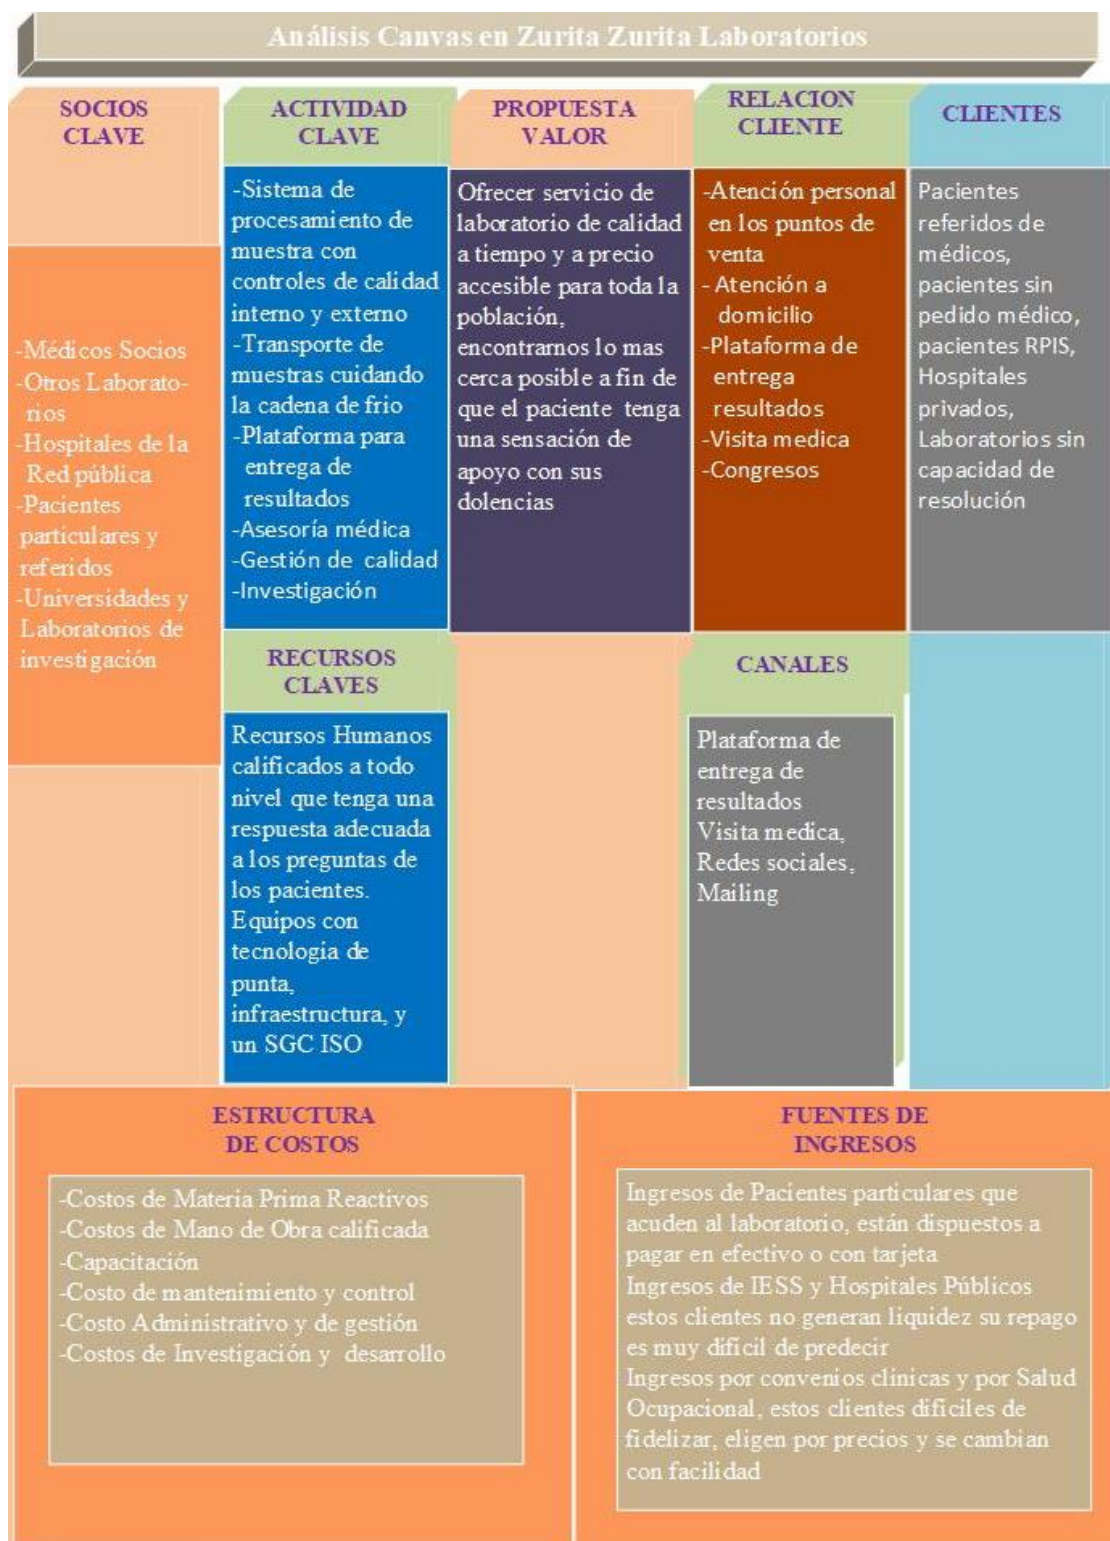 Análisis Canvas en Zurita Zurita Laboratorios
SOCIOS
CLAVE
-Médicos Socios
-Otros Laborato-
rios
-Hospitales de la
Red pública
-Pacientes
particulares y
referidos
-Universidades y
Laboratorios de
investigación
ACTIVIDAD
CLAVE
-Sistema de
procesamiento de
muestra con
controles de calidad
interno y externo
-Transporte de
muestras cuidando
la cadena de frio
-Plataforma para
entrega de
resultados
-Asesoría médica
-Gestión de calidad
-Investigación
RECURSOS
CLAVES
Recursos Humanos
calificados a todo
nivel que tenga una
respuesta adecuada
a los preguntas de
los pacientes.
Equipos con
tecnología de
punta,
infraestructura, y
un SGC ISO
PROPUESTA
VALOR
Ofrecer servicio de
laboratorio de calidad
a tiempo y a precio
accesible para toda la
población,
encontrarnos lo mas
cerca posible a fin de
que el paciente tenga
una sensación de
apoyo con sus
dolencias
RELACION
CLIENTE
-Atención personal
en los puntos de
venta
- Atención a
domicilio
-Plataforma de
entrega
resultados
-Visita medica
-Congresos
CANALES
Plataforma de
entrega de
resultados
Visita medica,
Redes sociales,
Mailing
CLIENTES
Pacientes
referidos de
médicos,
pacientes sin
pedido médico,
pacientes RPIS,
Hospitales
privados,
Laboratorios sin
capacidad de
resolución
ESTRUCTURA
DE COSTOS
-Costos de Materia Prima Reactivos
-Costos de Mano de Obra calificada
-Capacitación
-Costo de mantenimiento y control
-Costo Administrativo y de gestión
-Costos de Investigación y desarrollo
FUENTES DE
INGRESOS
Ingresos de Pacientes particulares que
acuden al laboratorio, están dispuestos a
pagar en efectivo o con tarjeta
Ingresos de IESS y Hospitales Públicos
estos clientes no generan liquidez su repago
es muy difícil de predecir
Ingresos por convenios clínicas y por Salud
Ocupacional, estos clientes difíciles de
fidelizar, eligen por precios y se cambian
con facilidad